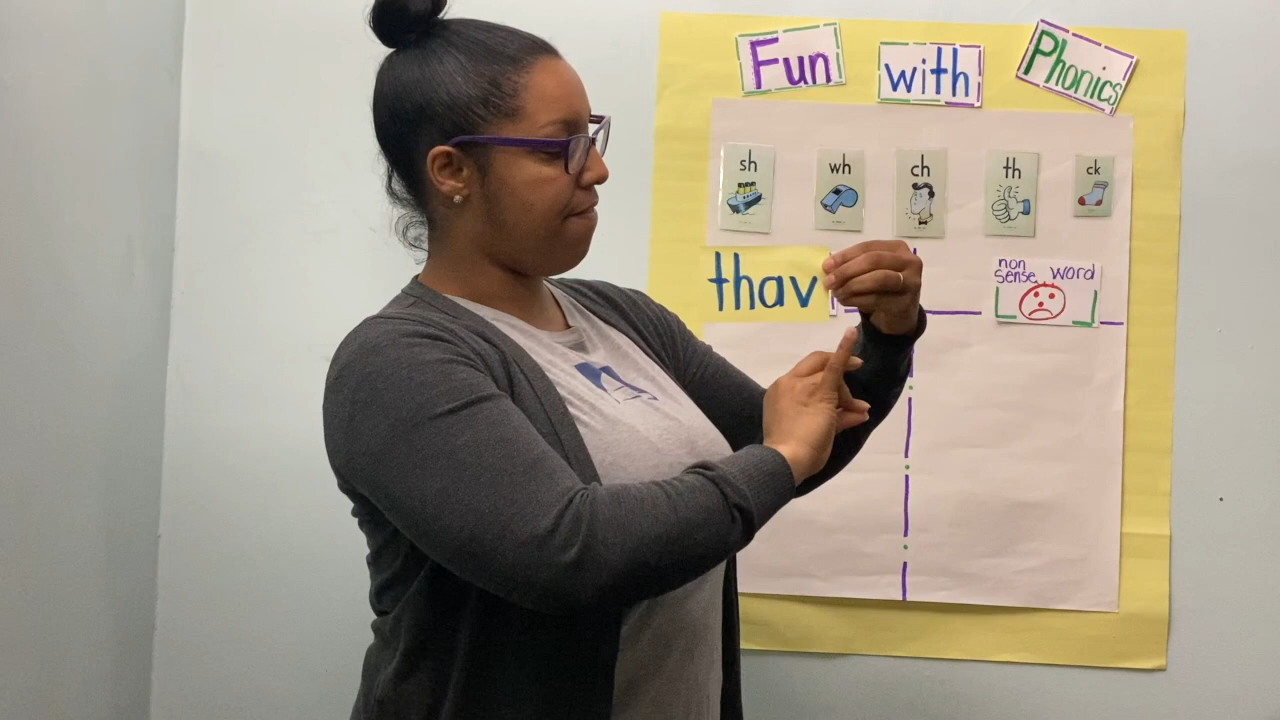 Fun with Phonics
sh wh ch th ck
thav
non
sense word